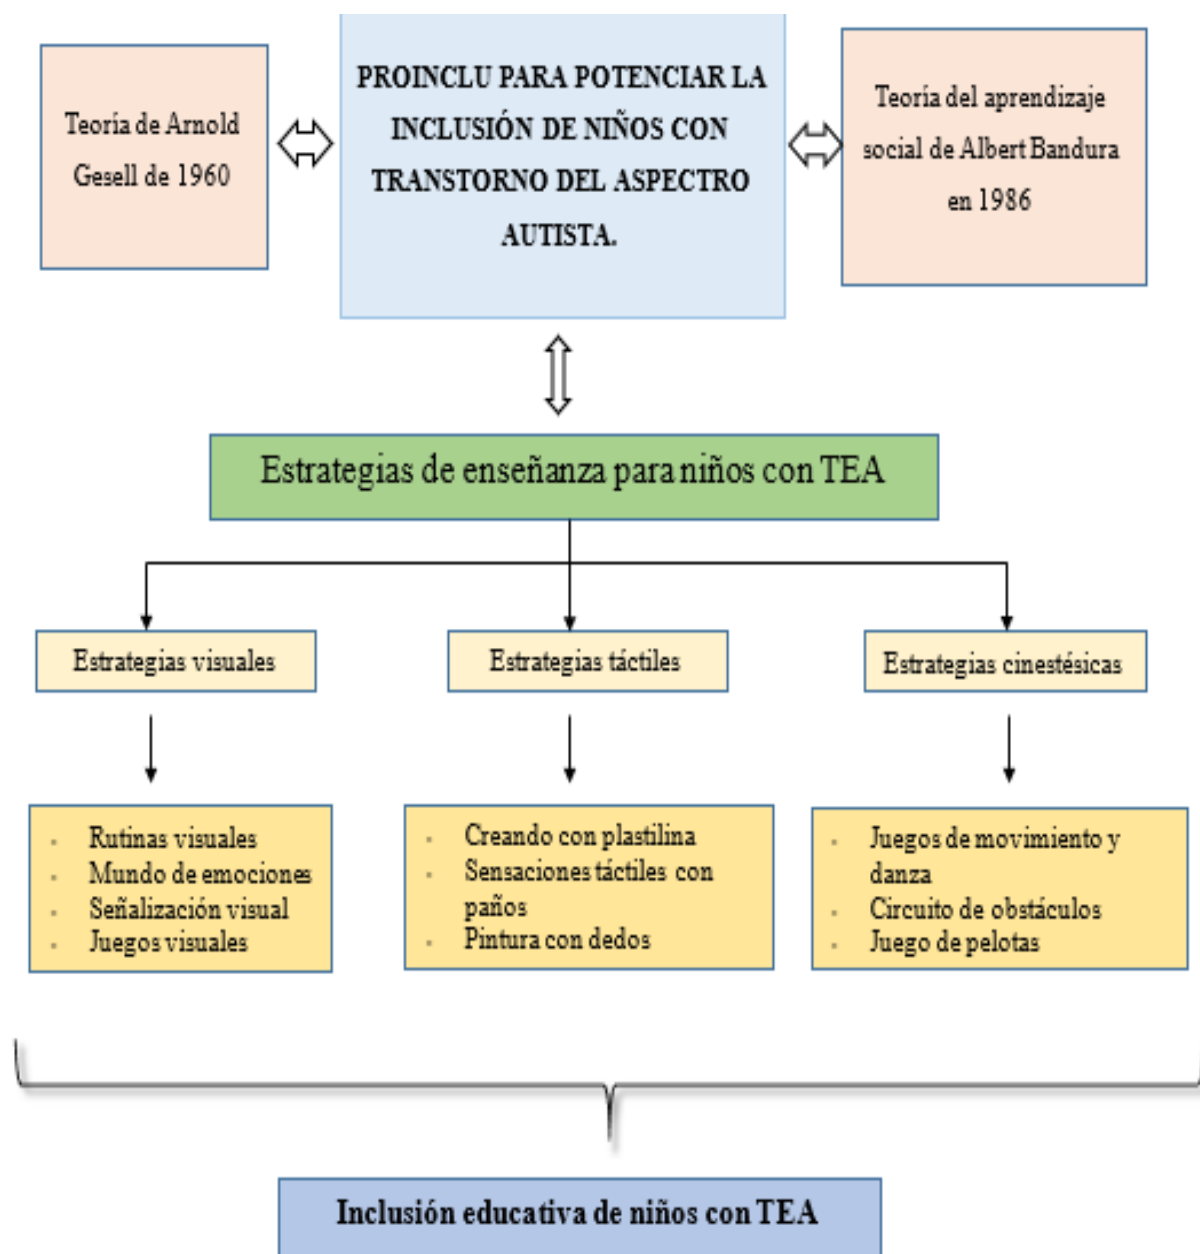 Teoría de Arnold
Gesell de 1960
PROINCLU PARA POTENCIAR LA
INCLUSIÓN DE NIÑOS CON
TRANSTORNO DEL ASPECTRO
AUTISTA.
Teoría del aprendizaje
social de Albert Bandura
en 1986
Estrategias de enseñanza para niños con TEA
Estrategias visuales
Estrategias táctiles
Estrategias cinestésicas
Rutinas visuales
Mundo de emociones
Señalización visual
Juegos visuales
Creando con plastilina
Sensaciones táctiles con
paños
Pintura con dedos
Juegos de movimiento y
danza
Circuito de obstáculos
Juego de pelotas
Inclusión educativa de niños con TEA